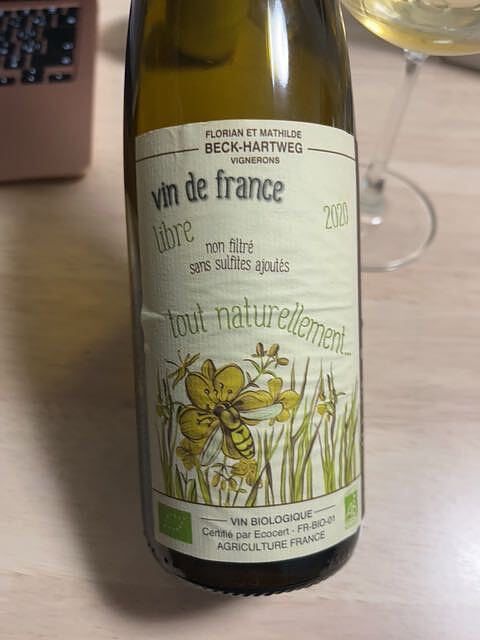 FLORIAN ET MATHILDE
BECK-HARTWEG
VIGNERONS
vin de france
2020
libre
non filtré
sans sulfites ajoutés
tout naturellement...
VIN BIOLOGIQUE
Certifié par Ecocert - FR-BIO-01
AGRICULTURE FRANCE